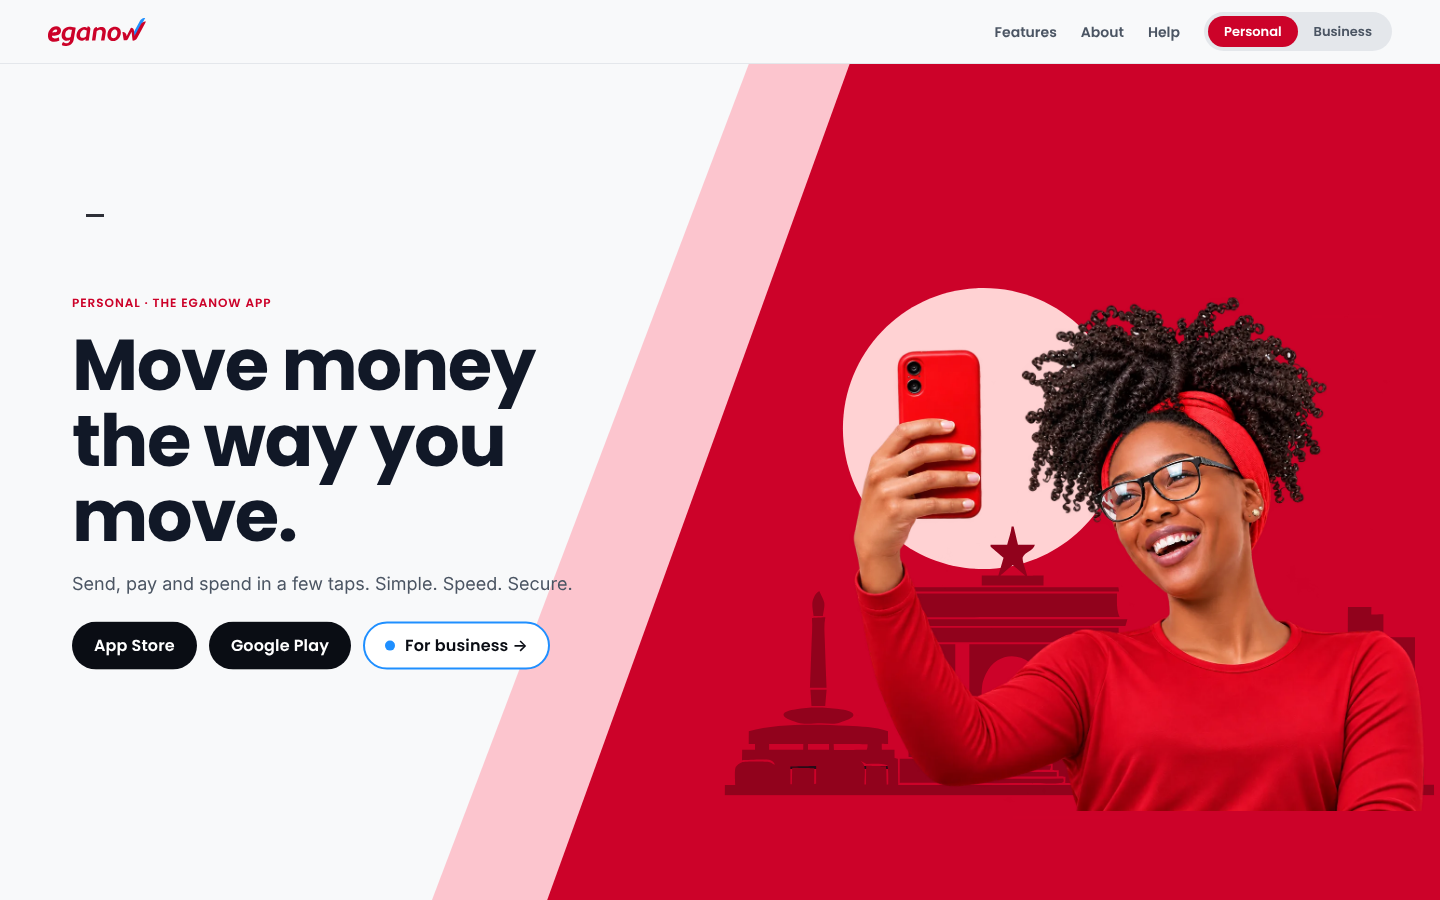 eganow
Features About Help Personal Business
PERSONAL · THE EGANOW APP
Move money
the way you
move.
Send, pay and spend in a few taps. Simple. Speed. Secure.
App Store Google Play For business →